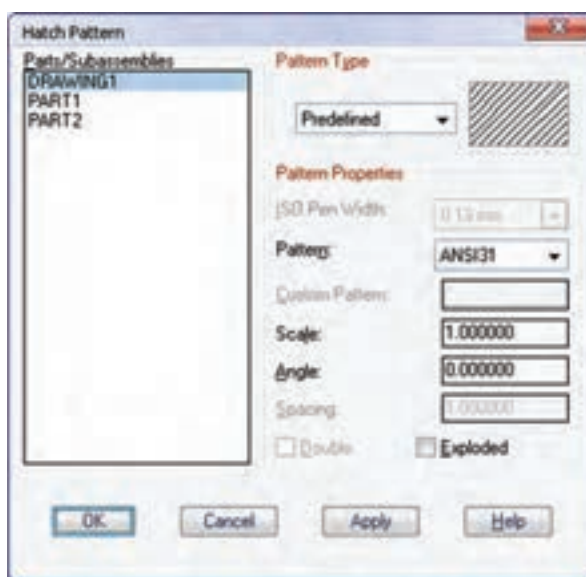 Hatch Pattern
Parts/Subassemblies
DRAWING1
PART1
PART2
Pattern Type
Predefined
Pattern Properties
ISO Pen Width:
0.13 mm
Pattern:
ANSI31
Custom Pattern:
Scale:
1.000000
Angle:
0.000000
Spacing:
1.000000
Double
Exploded
OK
Cancel
Apply
Help